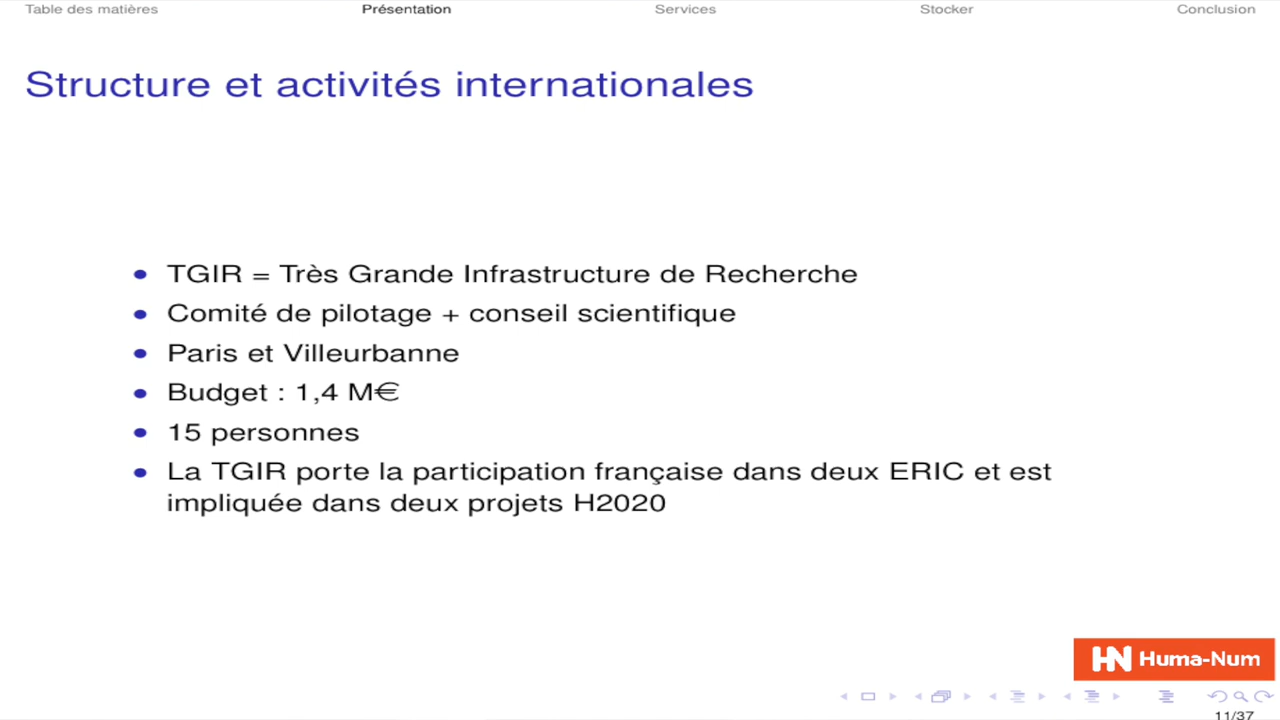 Table des matières Présentation Services Stocker Conclusion
Structure et activités internationales
TGIR = Très Grande Infrastructure de Recherche
Comité de pilotage + conseil scientifique
Paris et Villeurbanne
Budget : 1,4 M€
15 personnes
La TGIR porte la participation française dans deux ERIC et est
impliquée dans deux projets H2020
HN Huma-Num
11/37